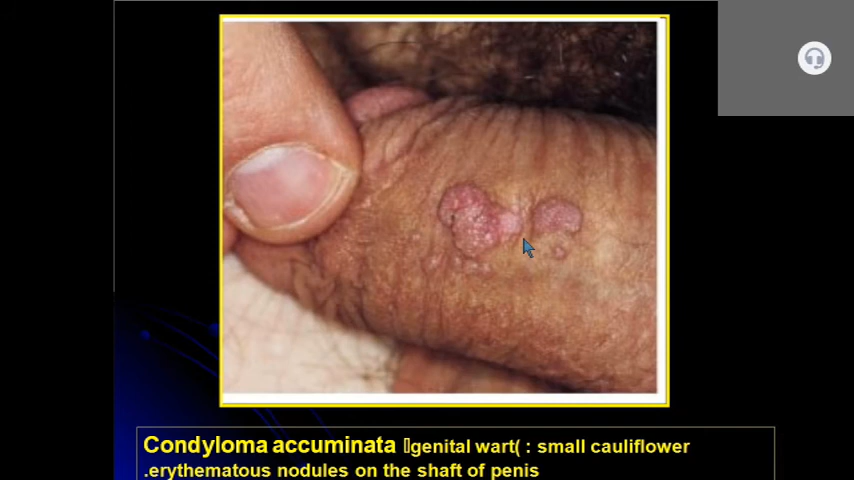 Condyloma accuminata ▯genital wart( : small cauliflower
.erythematous nodules on the shaft of penis